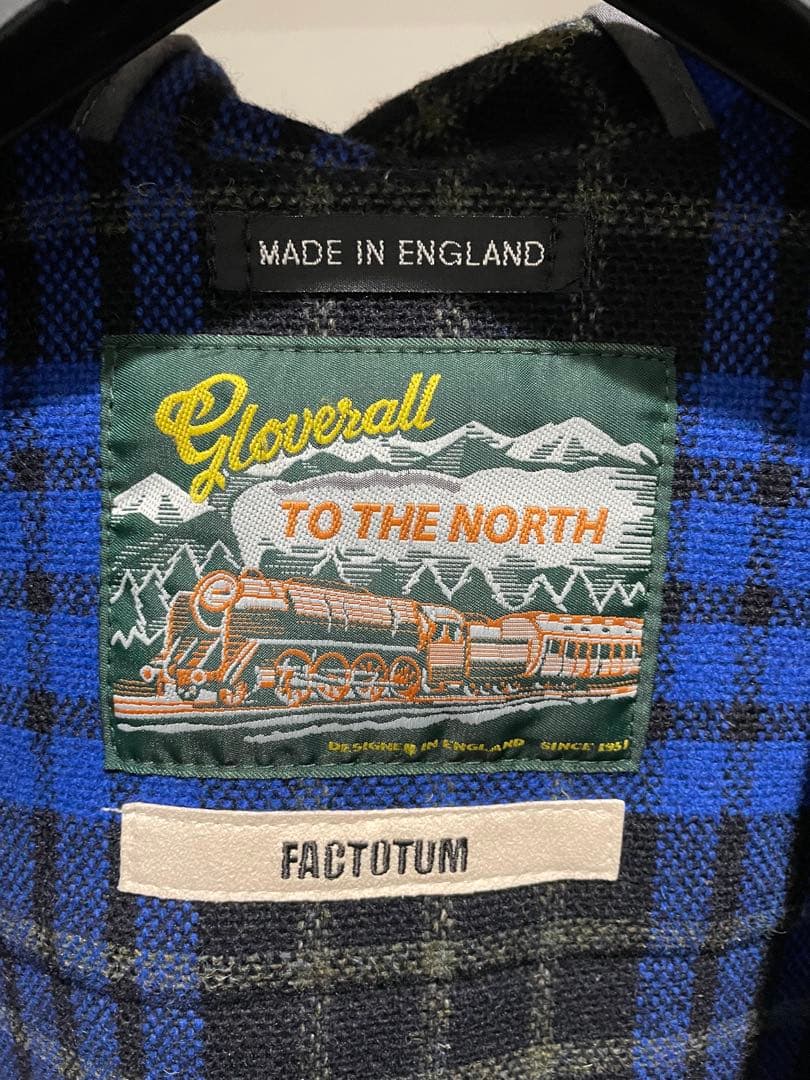 MADE IN ENGLAND
Gloverall
TO THE NORTH
DESIGNED IN ENGLAND SINCE 1951
FACTOTUM